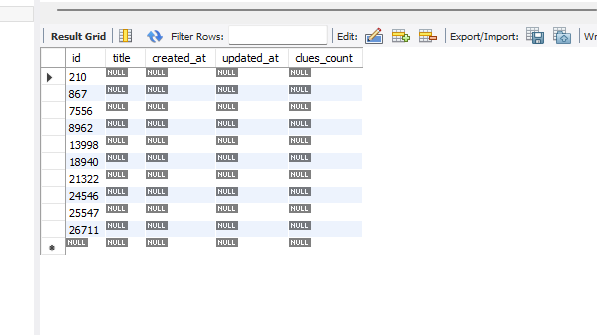 Result Grid Filter Rows: Edit: Export/Import: Wr
id title created_at updated_at clues_count
210 NULL NULL NULL NULL
867 NULL NULL NULL NULL
7556 NULL NULL NULL NULL
8962 NULL NULL NULL NULL
13998 NULL NULL NULL NULL
18940 NULL NULL NULL NULL
21322 NULL NULL NULL NULL
24546 NULL NULL NULL NULL
25547 NULL NULL NULL NULL
26711 NULL NULL NULL NULL
NULL NULL NULL NULL NULL